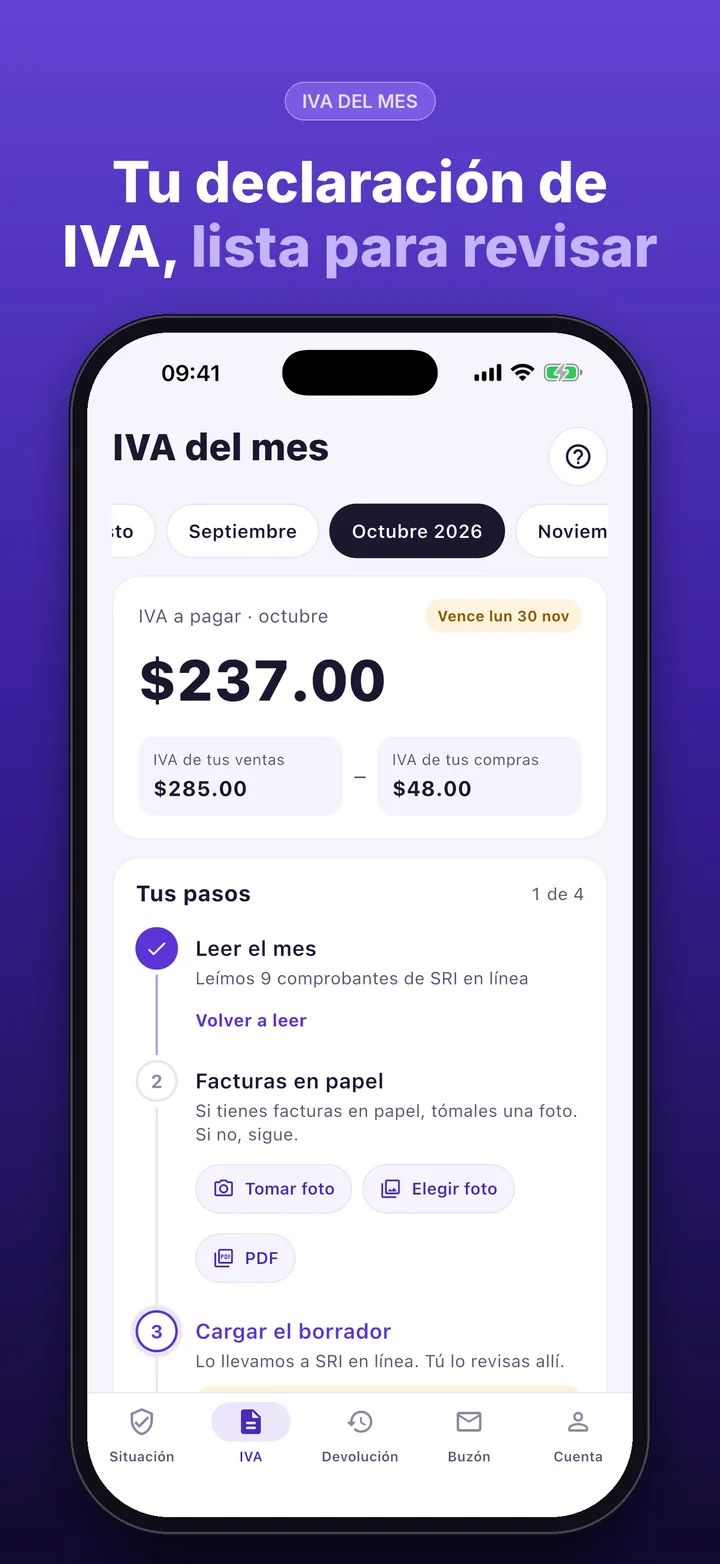 IVA DEL MES
Tu declaración de
IVA, lista para revisar
09:41
IVA del mes
sto
Septiembre
Octubre 2026
Noviem
IVA a pagar · octubre
Vence lun 30 nov
$237.00
IVA de tus ventas
$285.00
–
IVA de tus compras
$48.00
Tus pasos
1 de 4
Leer el mes
Leímos 9 comprobantes de SRI en línea
Volver a leer
2
Facturas en papel
Si tienes facturas en papel, tómales una foto.
Si no, sigue.
Tomar foto
Elegir foto
PDF
PDF
3
Cargar el borrador
Lo llevamos a SRI en línea. Tú lo revisas allí.
Situación
IVA
Devolución
Buzón
Cuenta